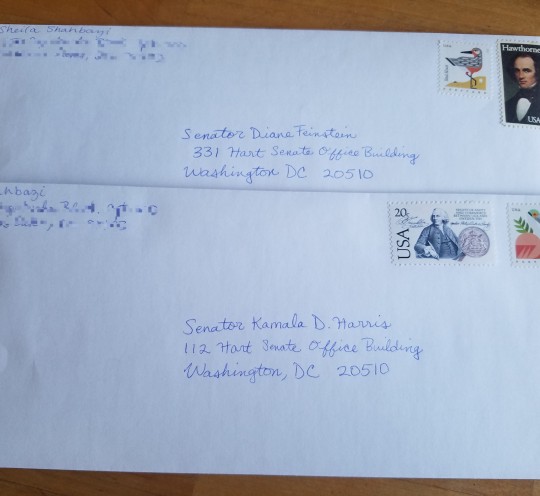 Sheila Shahbazi
Hawthorne
USA
Senator Diane Feinstein
331 Hart Senate Office Building
Washington DC 20510
ahbazi
20c
USA
Senator Kamala D. Harris
112 Hart Senate Office Building
Washington, DC 20510